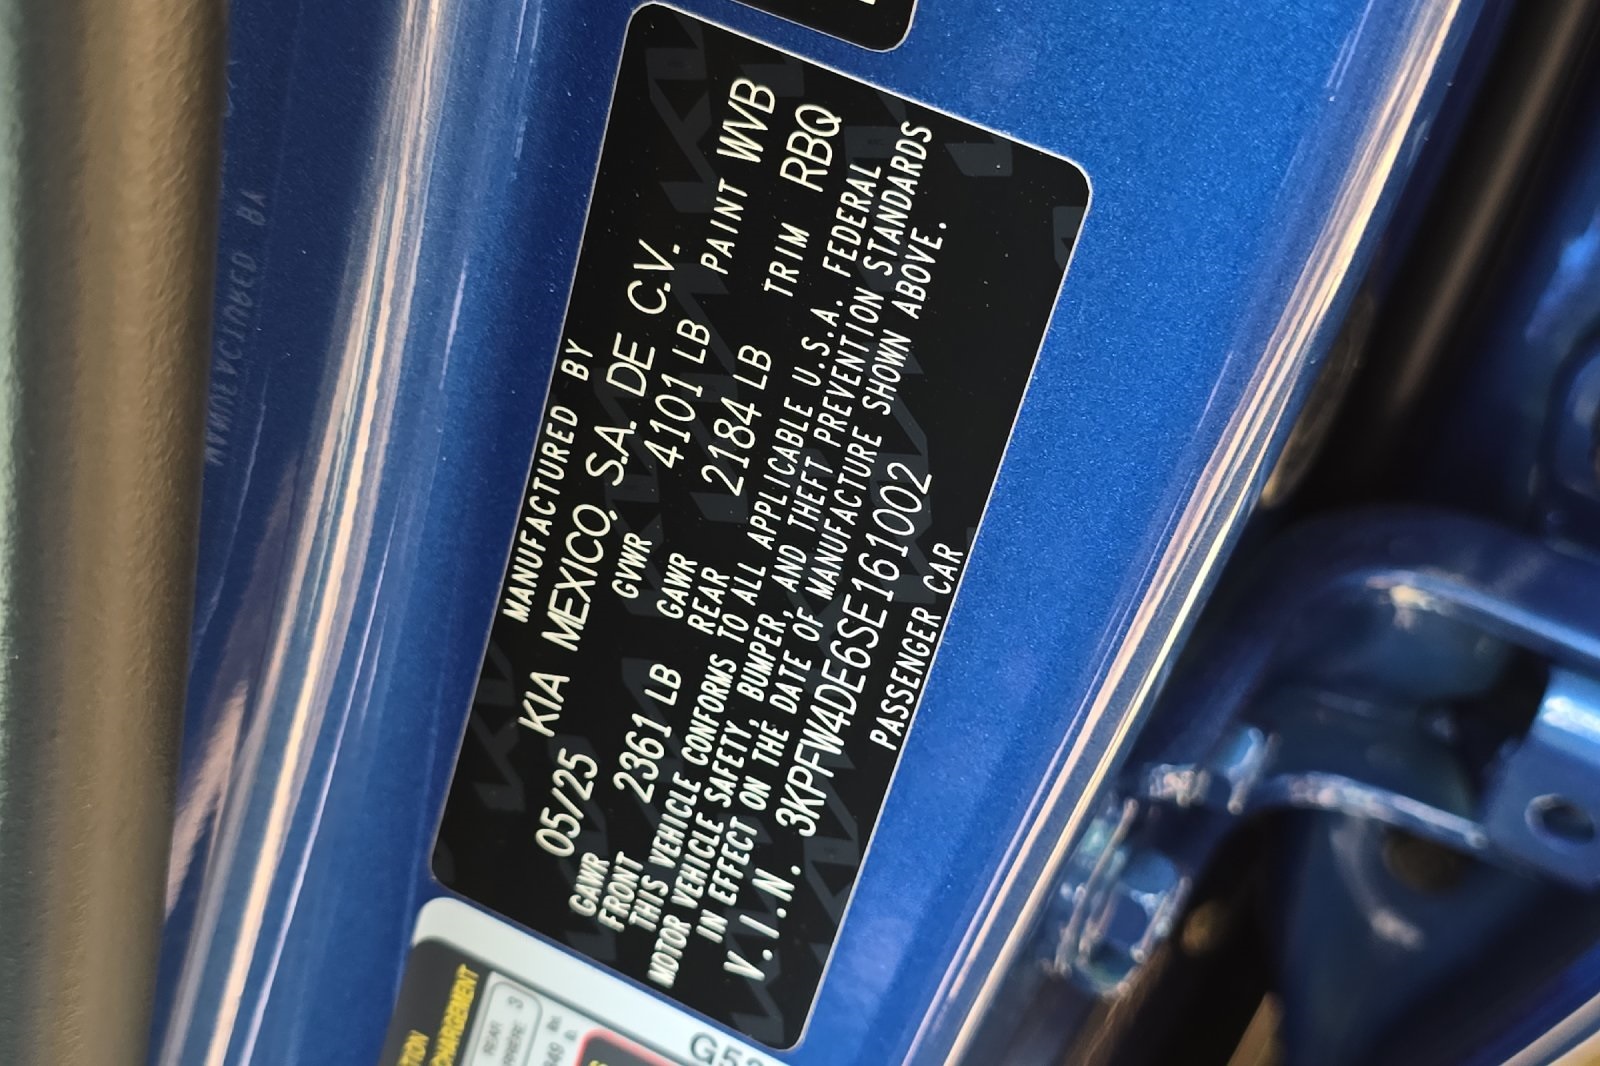 MANUFACTURED BY
05/25 KIA MEXICO, S.A. DE C.V.
GVWR 4101 LB PAINT WVB
GAWR FRONT 2361 LB GAWR REAR 2184 LB TRIM RBQ
THIS VEHICLE CONFORMS TO ALL APPLICABLE U.S.A. FEDERAL
MOTOR VEHICLE SAFETY, BUMPER, AND THEFT PREVENTION STANDARDS
IN EFFECT ON THE DATE OF MANUFACTURE SHOWN ABOVE.
V.I.N. 3KPFW4DE6SE161002
PASSENGER CAR
REAR 3